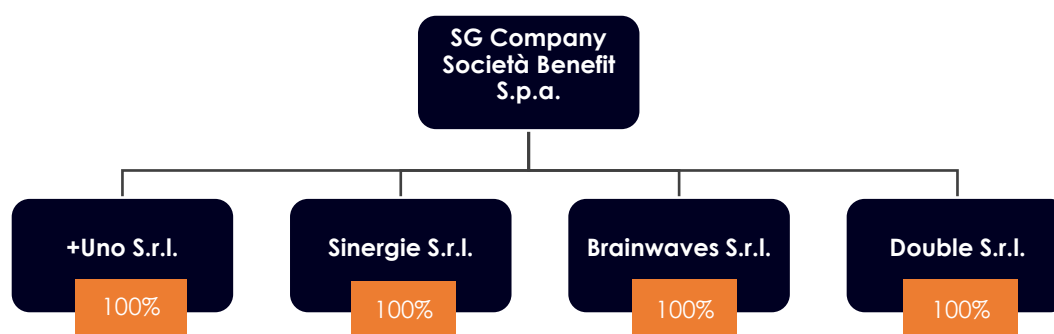 SG Company
Società Benefit
S.p.a.
+Uno S.r.l.
Sinergie S.r.l.
Brainwaves S.r.l.
Double S.r.l.
100%
100%
100%
100%